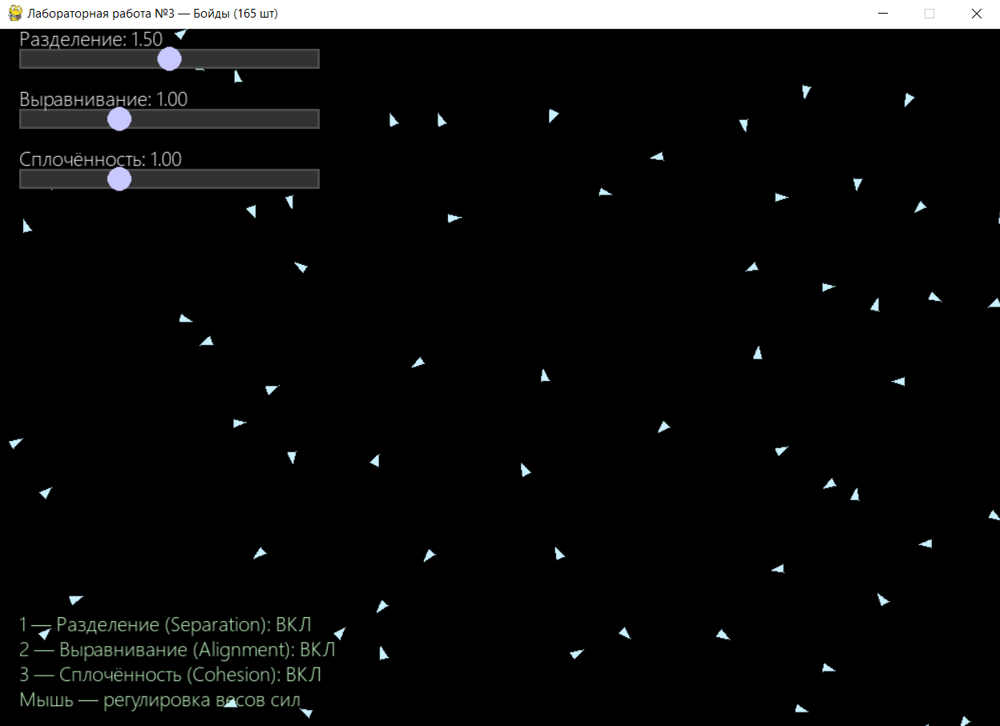 Лабораторная работа №3 — Бойды (165 шт)
Разделение: 1.50
Выравнивание: 1.00
Сплочённость: 1.00
1 — Разделение (Separation): ВКЛ
2 — Выравнивание (Alignment): ВКЛ
3 — Сплочённость (Cohesion): ВКЛ
Мышь — регулировка весов сил